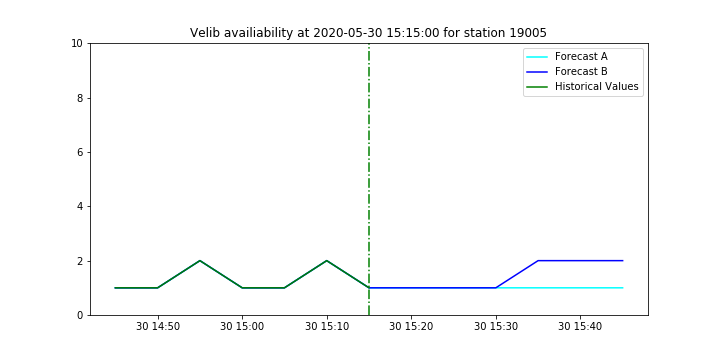 Velib availiability at 2020-05-30 15:15:00 for station 19005
Forecast A
Forecast B
Historical Values
10
8
6
4
2
0
30 14:50 30 15:00 30 15:10 30 15:20 30 15:30 30 15:40